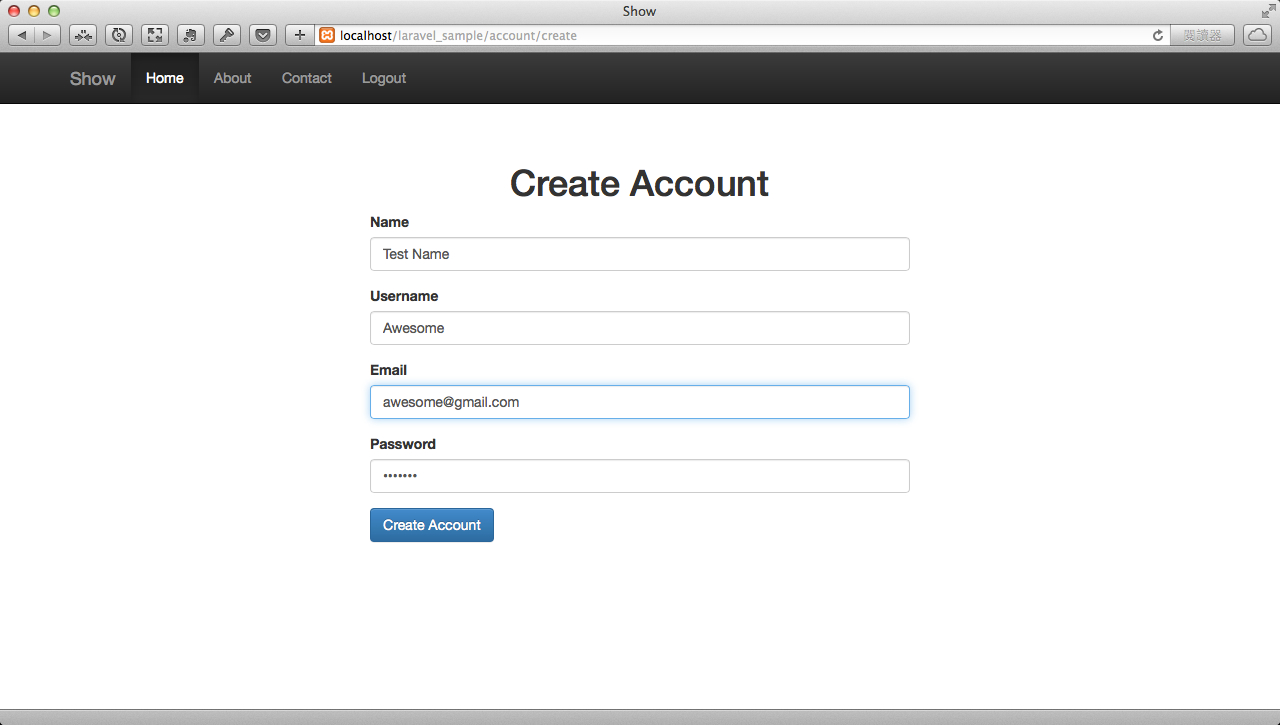 Show
localhost/laravel_sample/account/create
閱讀器
Show Home About Contact Logout
Create Account
Name
Test Name
Username
Awesome
Email
awesome@gmail.com
Password
•••••••
Create Account